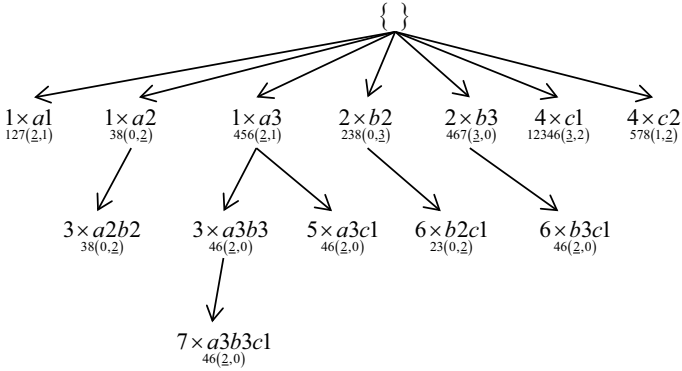 { }
1×a1 1×a2 1×a3 2×b2 2×b3 4×c1 4×c2
127(2,1) 38(0,2) 456(2,1) 238(0,3) 467(3,0) 12346(3,2) 578(1,2)
3×a2b2 3×a3b3 5×a3c1 6×b2c1 6×b3c1
38(0,2) 46(2,0) 46(2,0) 23(0,2) 46(2,0)
7×a3b3c1
46(2,0)